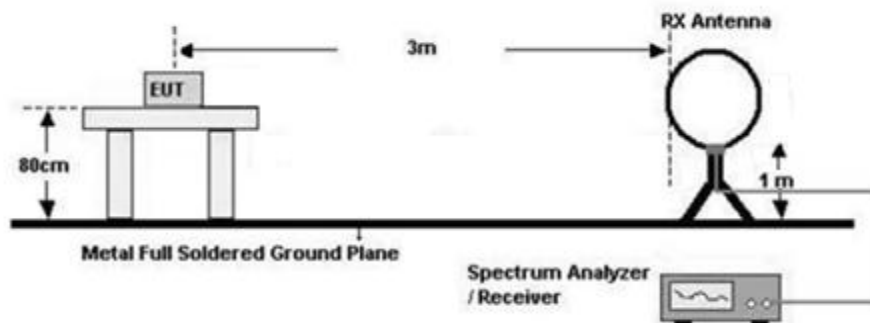 RX Antenna
3m
EUT
80cm
1 m
Metal Full Soldered Ground Plane
Spectrum Analyzer
/ Receiver